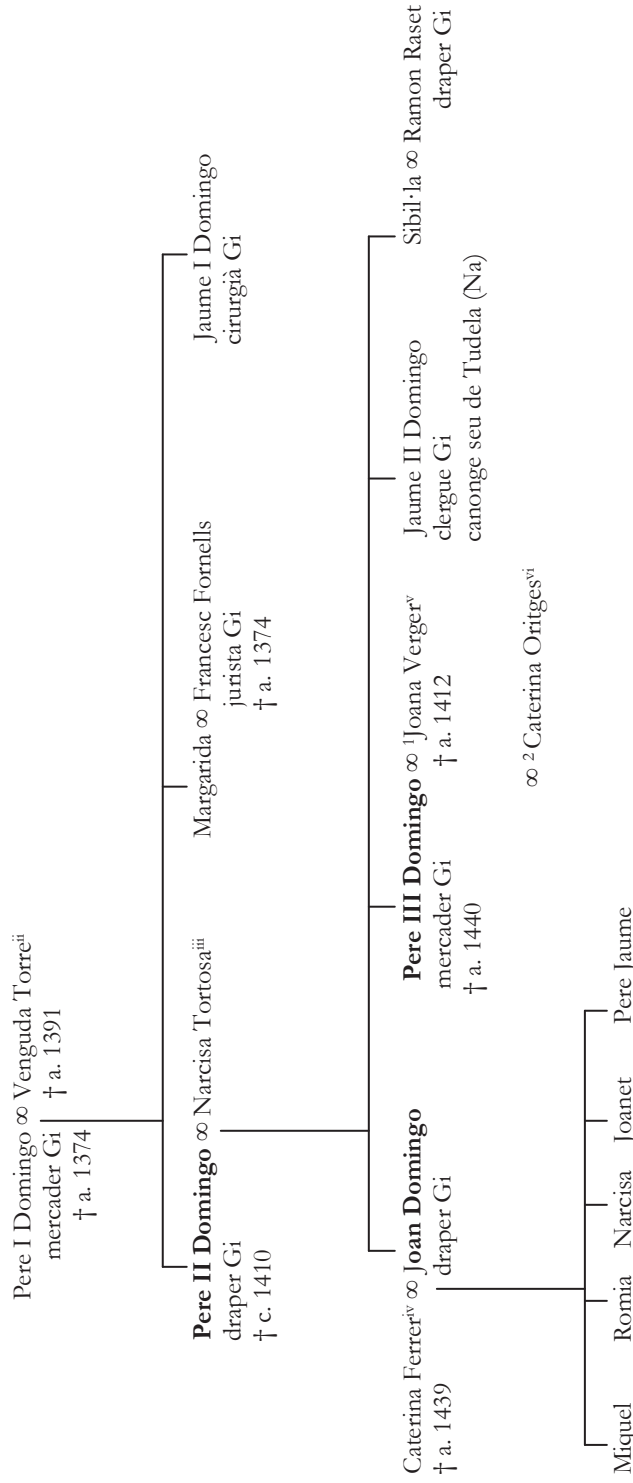 Pere I Domingo ∞ Venguda Torreⁱⁱ
mercader Gi † a. 1391
† a. 1374
Pere II Domingo ∞ Narcisa Tortosaⁱⁱⁱ
draper Gi
† c. 1410
Margarida ∞ Francesc Fornells
jurista Gi
† a. 1374
Jaume I Domingo
cirurgià Gi
Caterina Ferrerⁱᵛ ∞ Joan Domingo
† a. 1439 draper Gi
Pere III Domingo ∞ ¹Joana Vergerᵛ
mercader Gi † a. 1412
† a. 1440
∞ ²Caterina Oritgesᵛⁱ
Jaume II Domingo
clergue Gi
canonge seu de Tudela (Na)
Sibil·la ∞ Ramon Raset
draper Gi
Miquel Romia Narcisa Joanet Pere Jaume